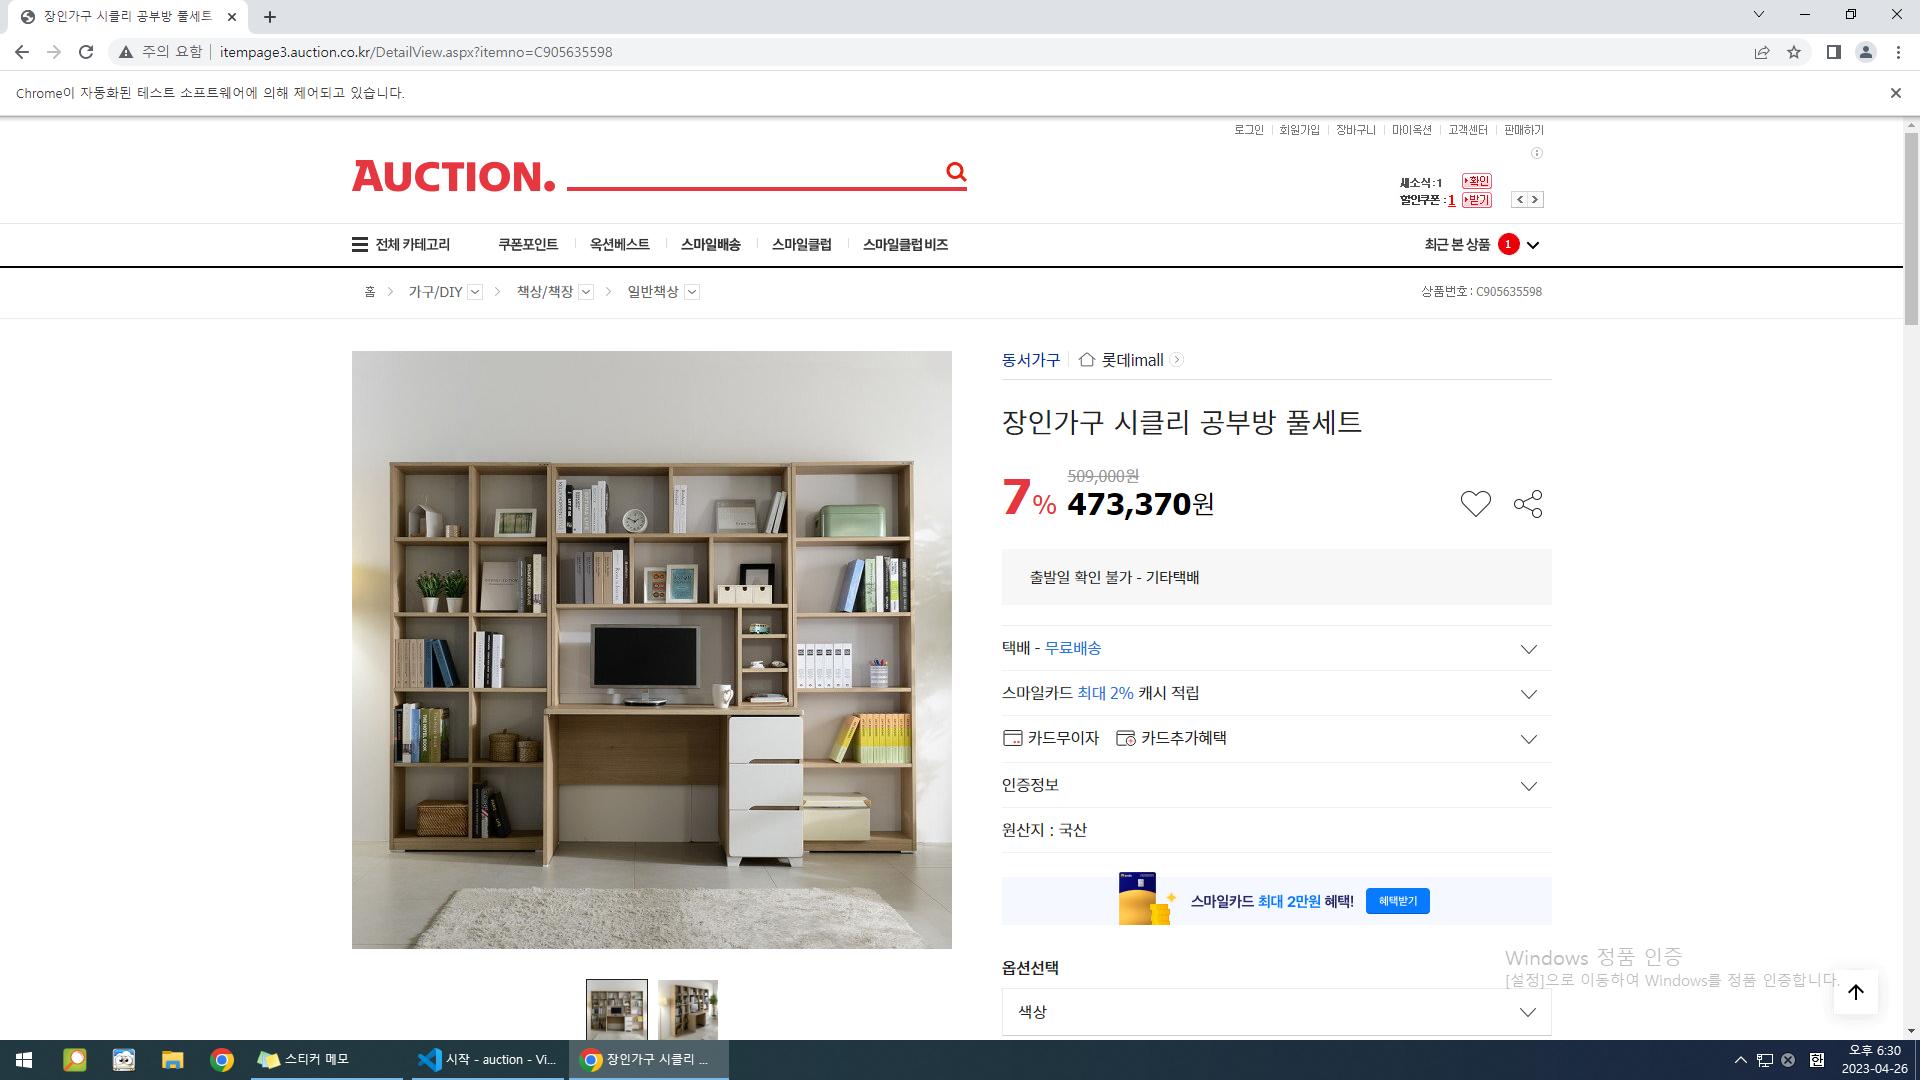 장인가구 시클리 공부방 풀세트
주의 요함
itempage3.auction.co.kr/DetailView.aspx?itemno=C905635598
Chrome이 자동화된 테스트 소프트웨어에 의해 제어되고 있습니다.
로그인 회원가입 장바구니 마이옥션 고객센터 판매하기
AUCTION.
새소식:1 확인
할인쿠폰 : 1 받기
전체 카테고리 쿠폰포인트 옥션베스트 스마일배송 스마일클럽 스마일클럽 비즈 최근 본 상품 1
홈 가구/DIY 책상/책장 일반책상 상품번호 : C905635598
동서가구 롯데imall
장인가구 시클리 공부방 풀세트
509,000원
7% 473,370원
출발일 확인 불가 - 기타택배
택배 - 무료배송
스마일카드 최대 2% 캐시 적립
카드무이자 카드추가혜택
인증정보
원산지 : 국산
스마일카드 최대 2만원 혜택! 혜택받기
옵션선택
색상
Windows 정품 인증
[설정]으로 이동하여 Windows를 정품 인증합니다.
스티커 메모
시작 - auction - Vi...
장인가구 시클리 ...
한
오후 6:30
2023-04-26